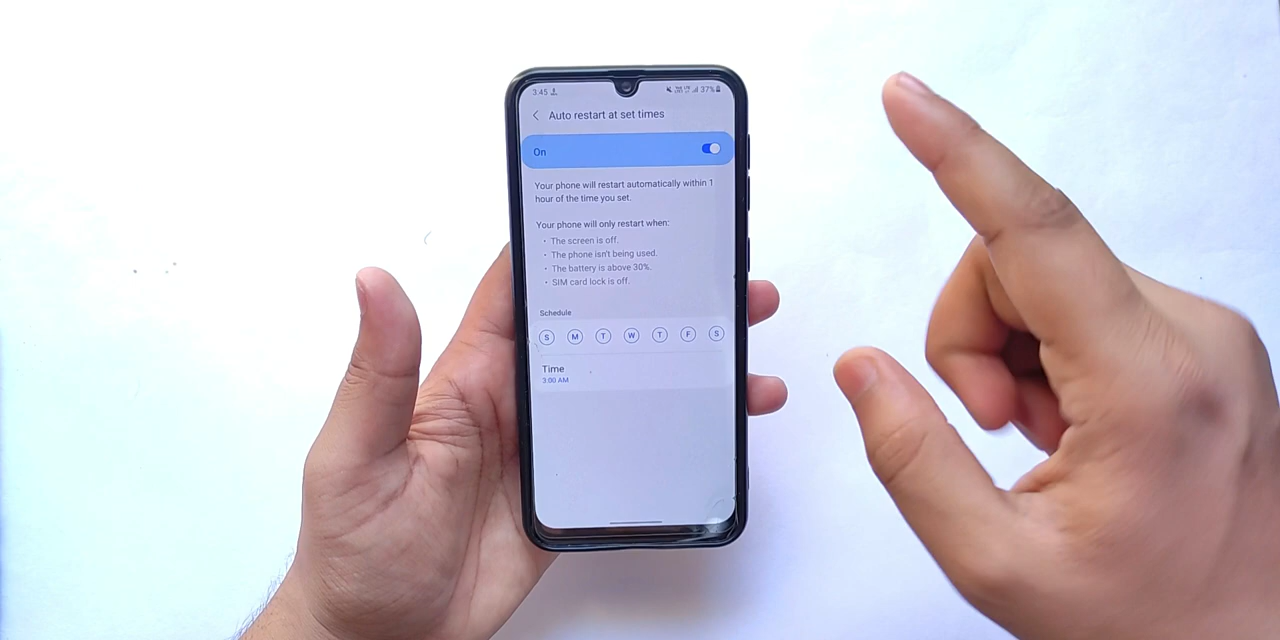 3:45 37%
Auto restart at set times
On
Your phone will restart automatically within 1
hour of the time you set.
Your phone will only restart when:
• The screen is off.
• The phone isn't being used.
• The battery is above 30%.
• SIM card lock is off.
Schedule
S M T W T F S
Time
3:00 AM